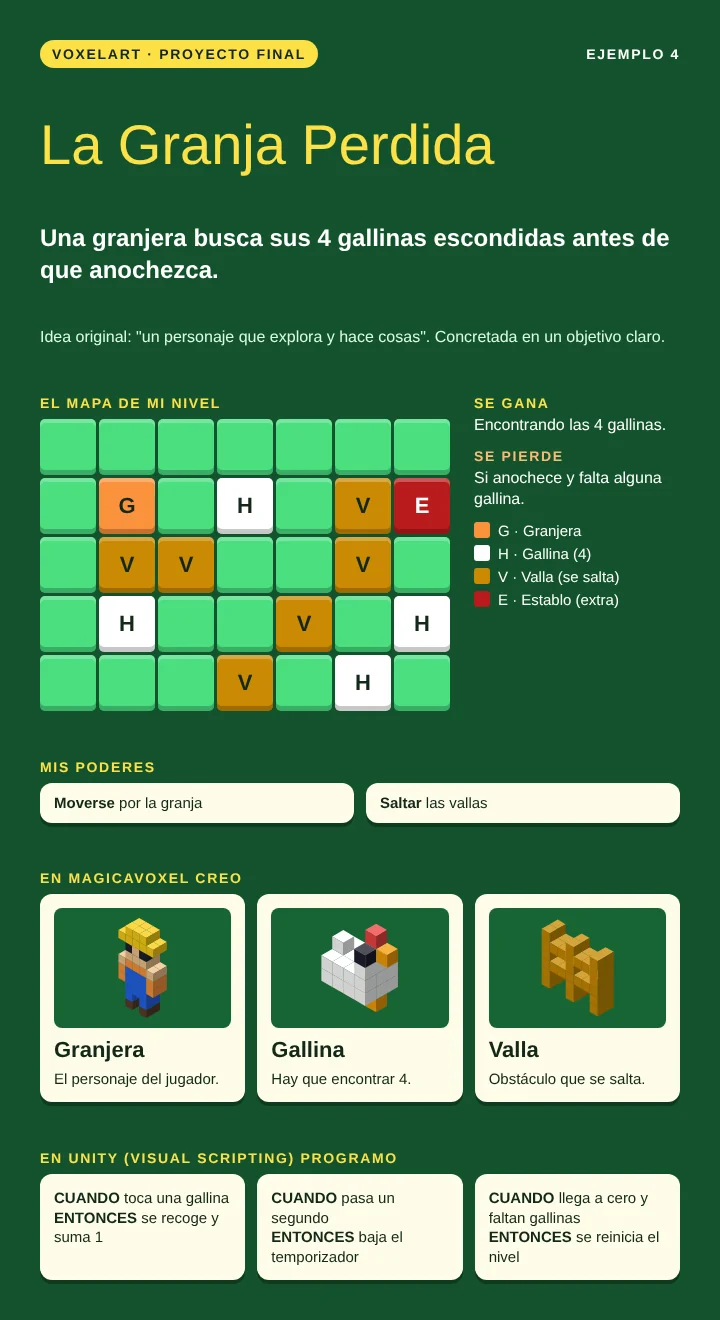 VOXELART · PROYECTO FINAL
EJEMPLO 4
La Granja Perdida
Una granjera busca sus 4 gallinas escondidas antes de
que anochezca.
Idea original: "un personaje que explora y hace cosas". Concretada en un objetivo claro.
EL MAPA DE MI NIVEL
G H V E
V V V
H V H
V H
SE GANA
Encontrando las 4 gallinas.
SE PIERDE
Si anochece y falta alguna
gallina.
G · Granjera
H · Gallina (4)
V · Valla (se salta)
E · Establo (extra)
MIS PODERES
Moverse por la granja
Saltar las vallas
EN MAGICAVOXEL CREO
Granjera
El personaje del jugador.
Gallina
Hay que encontrar 4.
Valla
Obstáculo que se salta.
EN UNITY (VISUAL SCRIPTING) PROGRAMO
CUANDO toca una gallina
ENTONCES se recoge y
suma 1
CUANDO pasa un
segundo
ENTONCES baja el
temporizador
CUANDO llega a cero y
faltan gallinas
ENTONCES se reinicia el
nivel